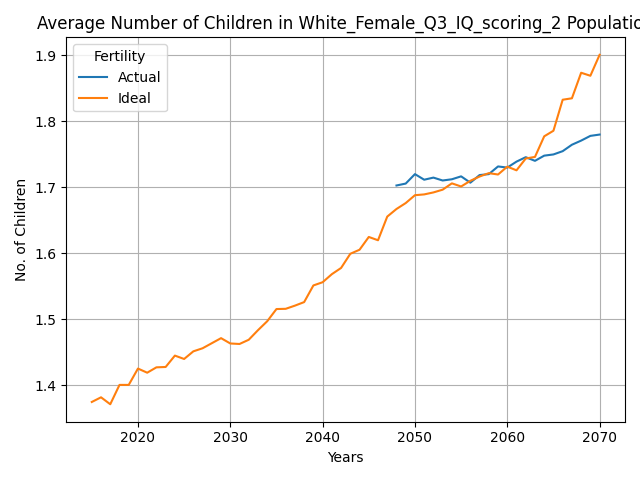 Average Number of Children in White_Female_Q3_IQ_scoring_2 Populatio
Fertility
Actual
Ideal
1.9
1.8
1.7
1.6
1.5
1.4
No. of Children
2020 2030 2040 2050 2060 2070
Years